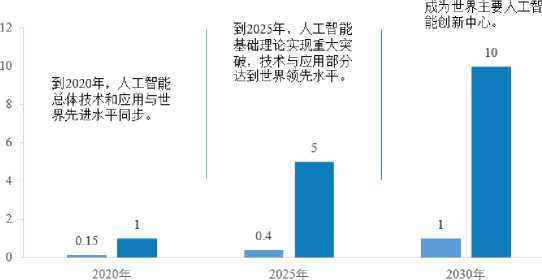 成为世界主要人工智
能创新中心。
到2025年，人工智能
基础理论实现重大突
破，技术与应用部分
达到世界领先水平。
到2020年，人工智能
总体技术和应用与世
界先进水平同步。
12
10
8
6
4
2
0
0.15
1
0.4
5
1
10
2020年
2025年
2030年